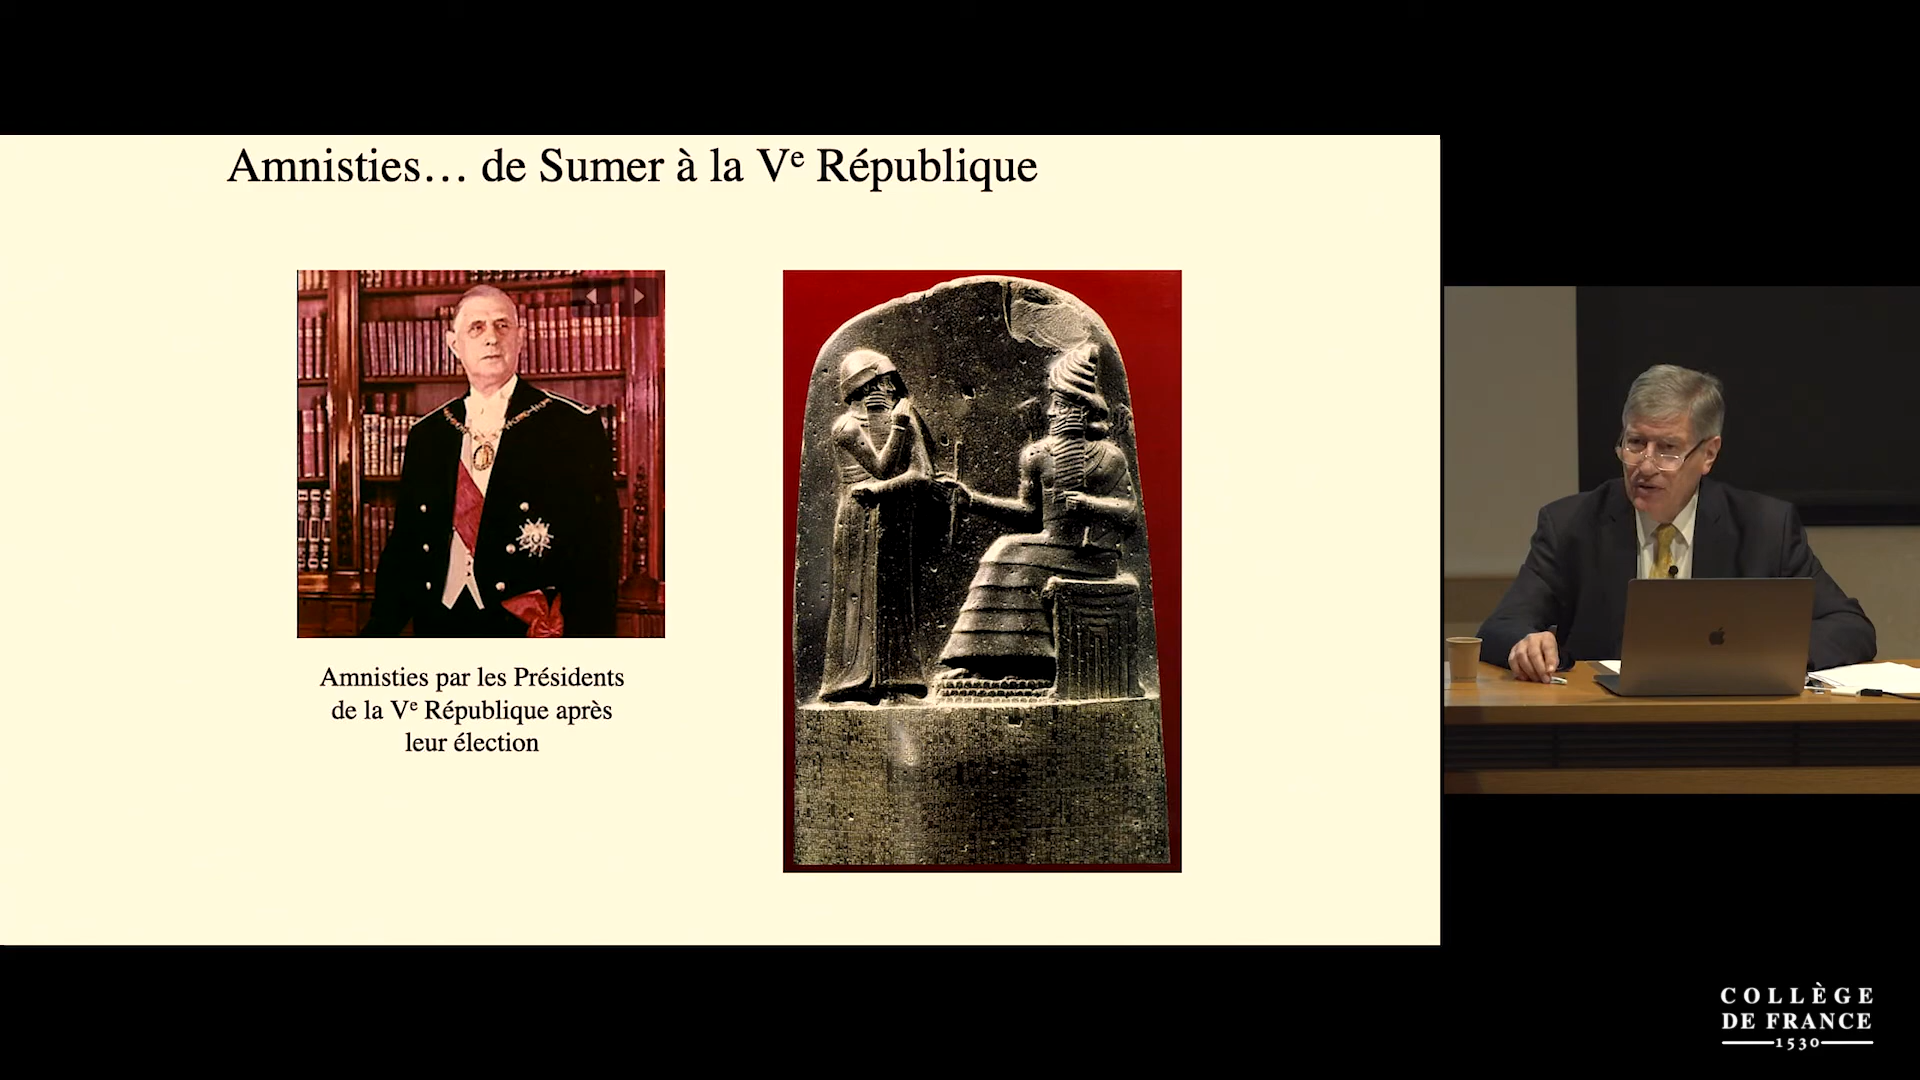 Amnisties… de Sumer à la Vᵉ République
Amnisties par les Présidents
de la Vᵉ République après
leur élection
COLLÈGE
DE FRANCE
1530